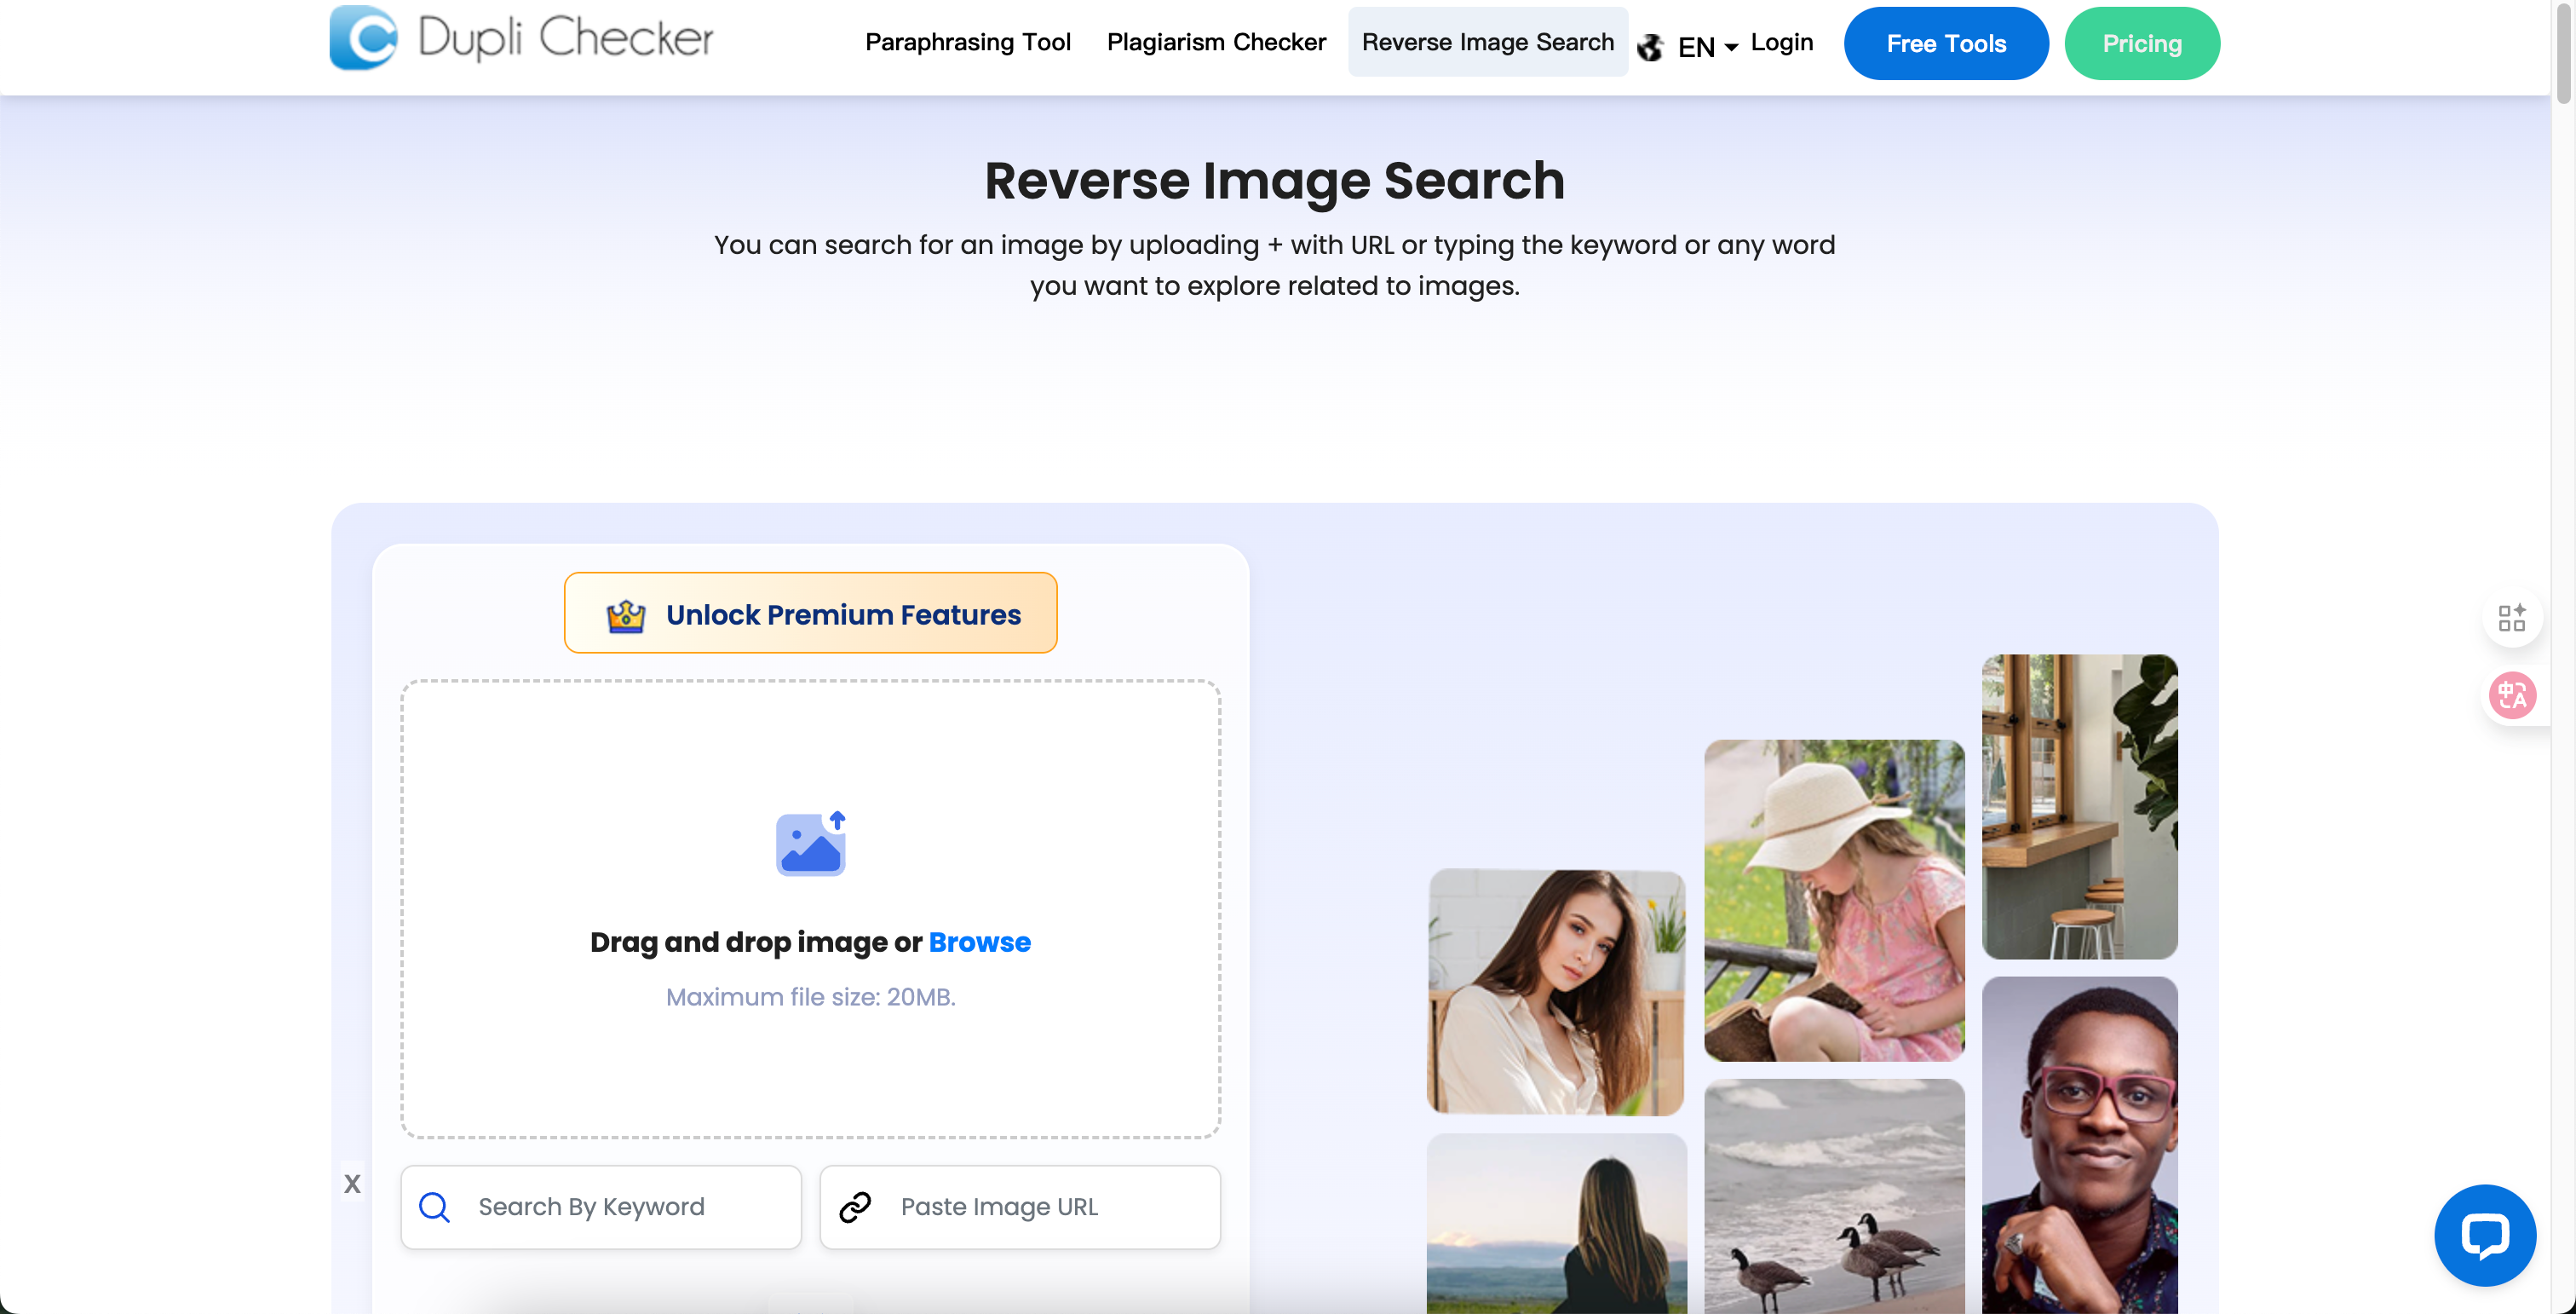 Dupli Checker
Paraphrasing Tool
Plagiarism Checker
Reverse Image Search
EN
Login
Free Tools
Pricing
Reverse Image Search
You can search for an image by uploading + with URL or typing the keyword or any word
you want to explore related to images.
Unlock Premium Features
Drag and drop image or Browse
Maximum file size: 20MB.
X
Search By Keyword
Paste Image URL
中A